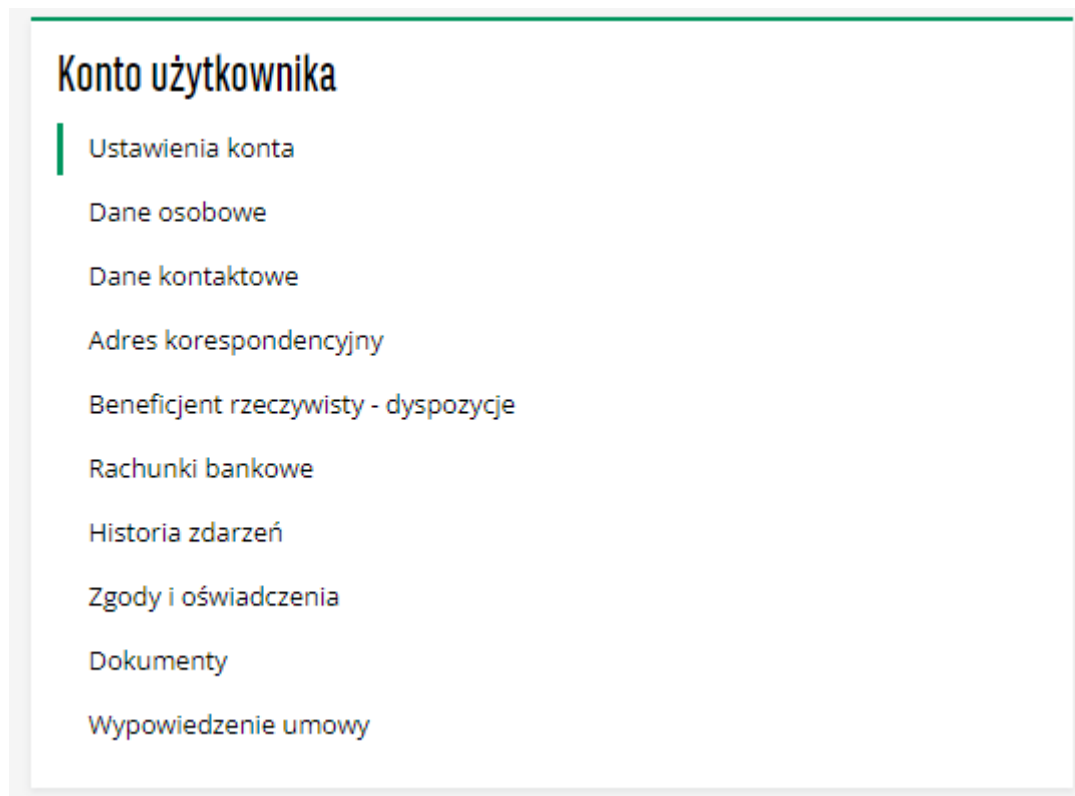 Konto użytkownika
Ustawienia konta
Dane osobowe
Dane kontaktowe
Adres korespondencyjny
Beneficjent rzeczywisty - dyspozycje
Rachunki bankowe
Historia zdarzeń
Zgody i oświadczenia
Dokumenty
Wypowiedzenie umowy